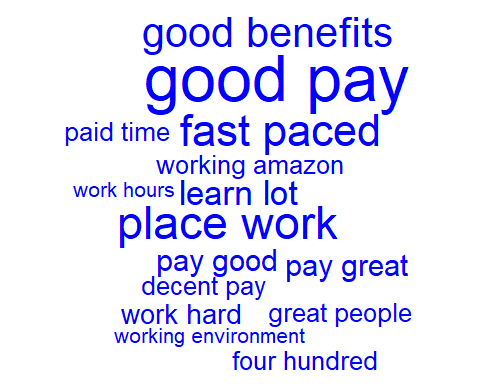 good benefits
good pay
paid time fast paced
working amazon
work hours learn lot
place work
pay good pay great
decent pay
work hard great people
working environment
four hundred